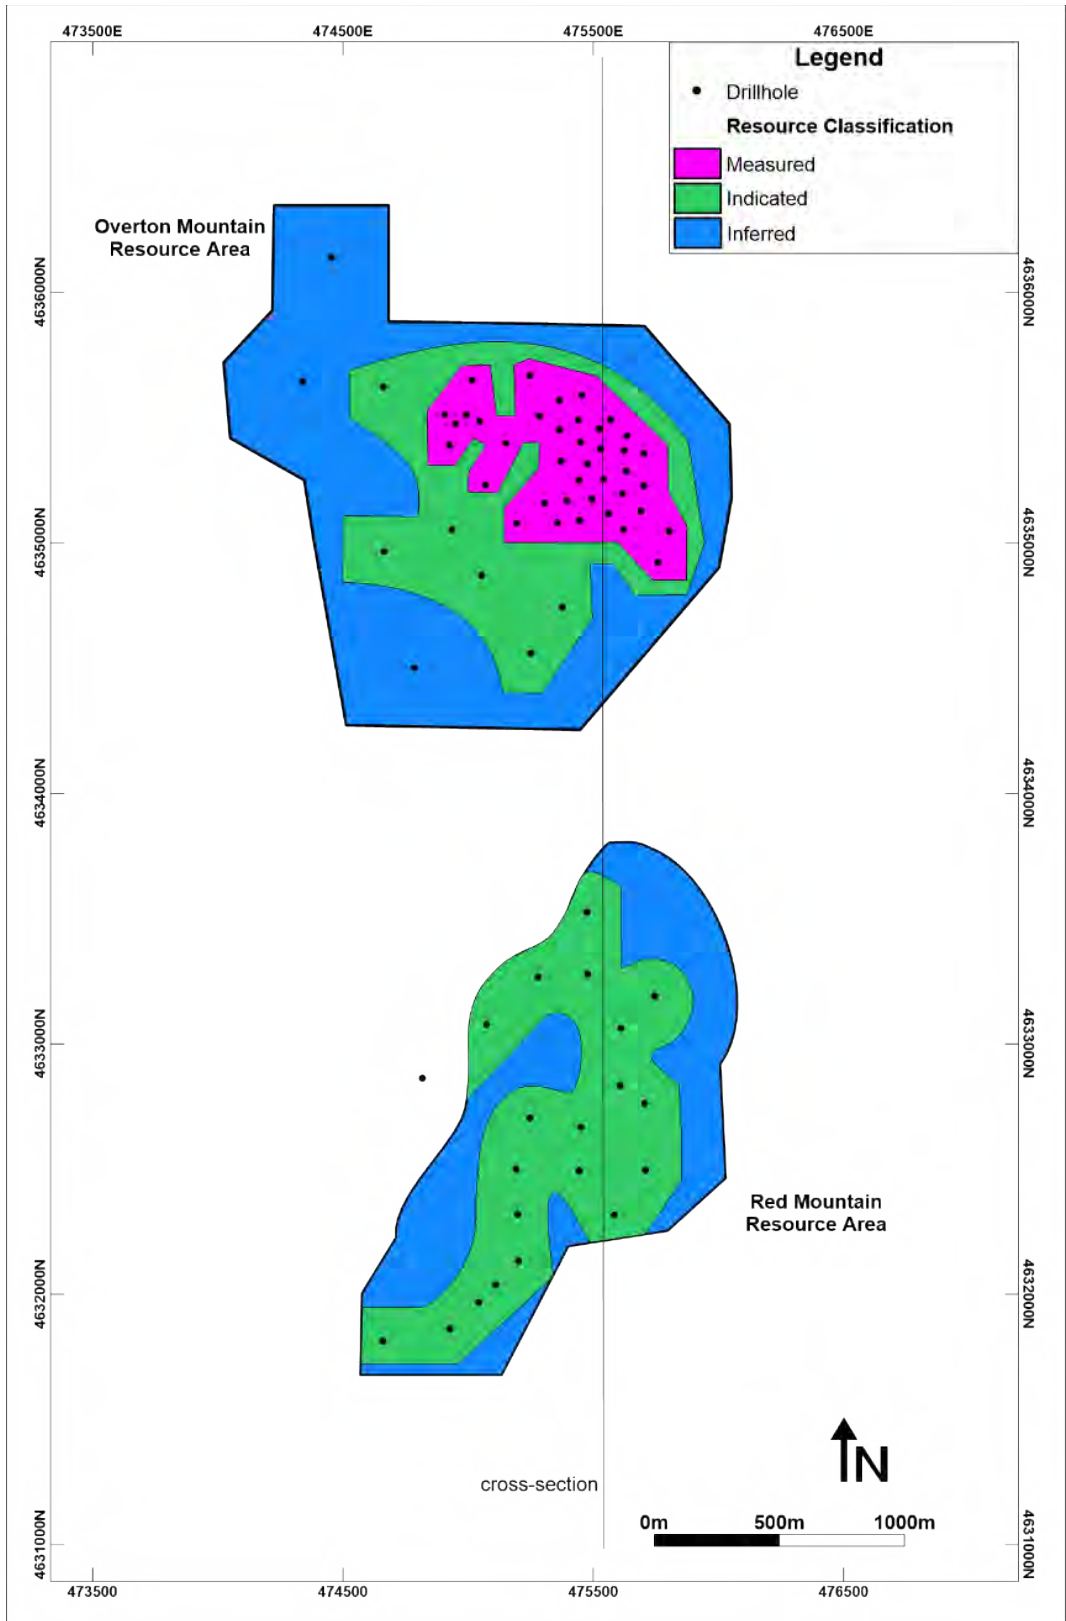 473500E
474500E
475500E
476500E
Legend
Drillhole
Resource Classification
Measured
Indicated
Inferred
Overton Mountain
Resource Area
4636000N
4636000N
4635000N
4635000N
4634000N
4634000N
4633000N
4633000N
Red Mountain
Resource Area
4632000N
4632000N
N
cross-section
0m
500m
1000m
4631000N
4631000N
473500
474500
475500
476500